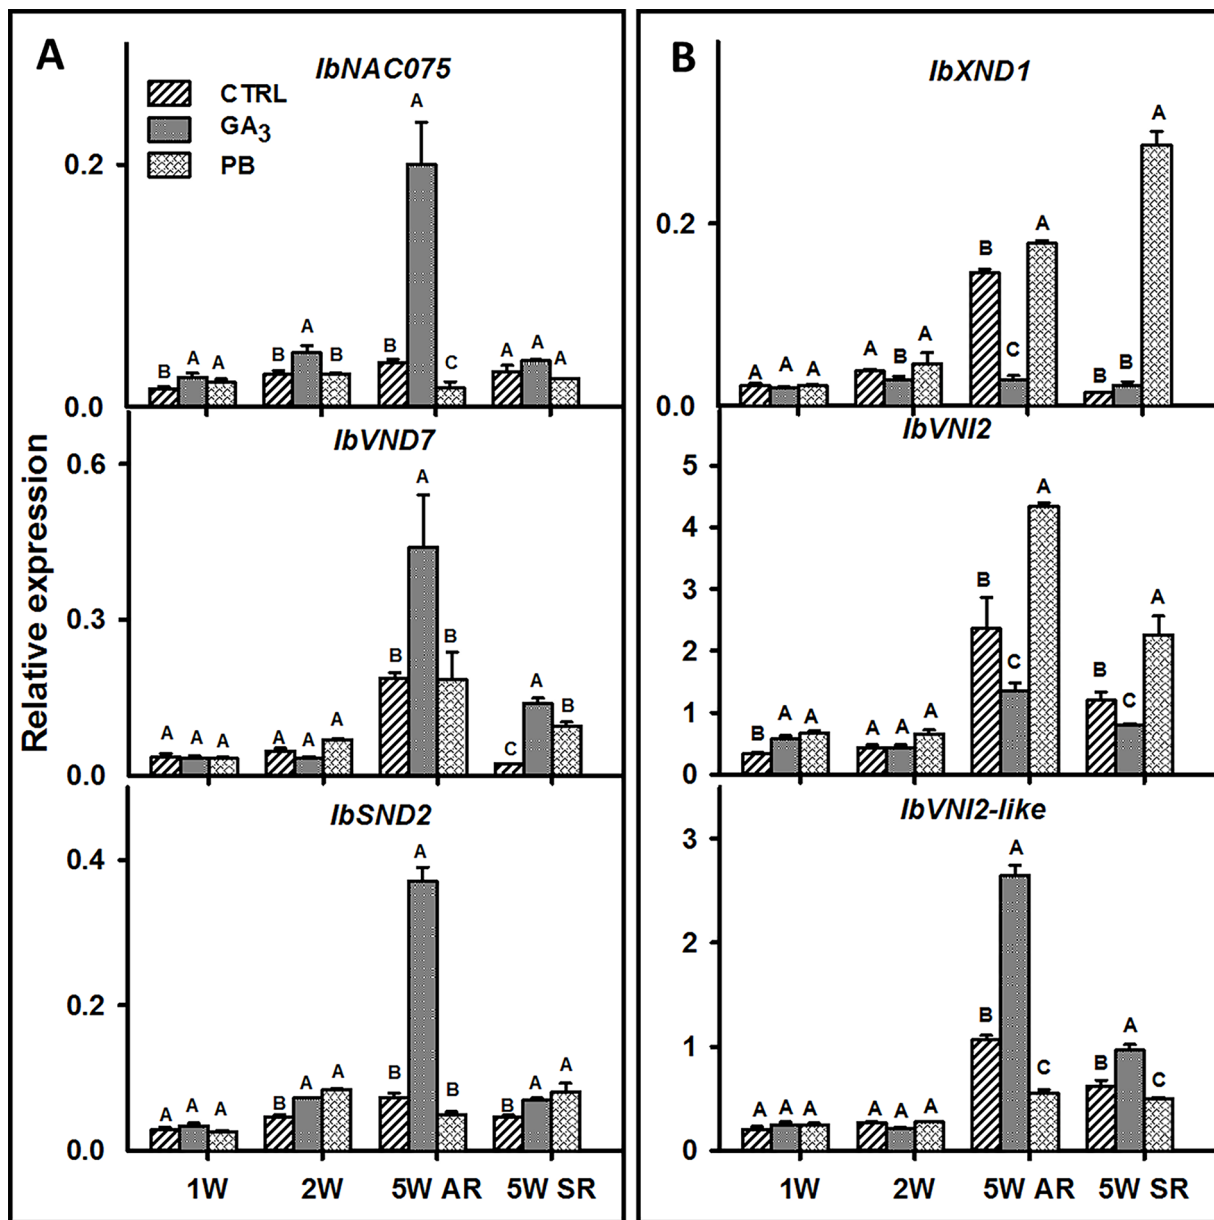 A
IbNAC075
CTRL
GA3
PB
0.2
0.0
B A A
B A B
B A C
A A A
IbVND7
0.6
0.3
0.0
A A A
A A A
B A B
C A B
IbSND2
0.4
0.2
0.0
A A A
B A A
B A B
B A A
1W 2W 5W AR 5W SR
Relative expression
B
IbXND1
0.2
0.0
A A A
A B A
B C A
B B A
IbVNI2
5
4
3
2
1
0
B A A
A A A
B C A
B C A
IbVNI2-like
3
2
1
0
A A A
A A A
B A C
B A C
1W 2W 5W AR 5W SR